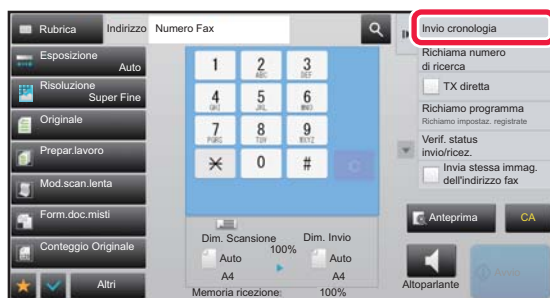 Rubrica
Indirizzo
Numero Fax
Esposizione
Auto
Risoluzione
Super Fine
Originale
Prepar.lavoro
Mod.scan.lenta
Form.doc.misti
Conteggio Originale
Altri
1
2
ABC
3
DEF
4
GHI
5
JKL
6
MNO
7
PQRS
8
TUV
9
WXYZ
0
#
Dim. Scansione
100%
Dim. Invio
Auto
A4
Auto
A4
Memoria ricezione:
100%
Invio cronologia
Richiama numero
di ricerca
TX diretta
Richiamo programma
Richiamo impostaz. registrate
Verif. status
invio/ricez.
Invia stessa immag.
dell'indirizzo fax
Anteprima
CA
Altoparlante
Avvio